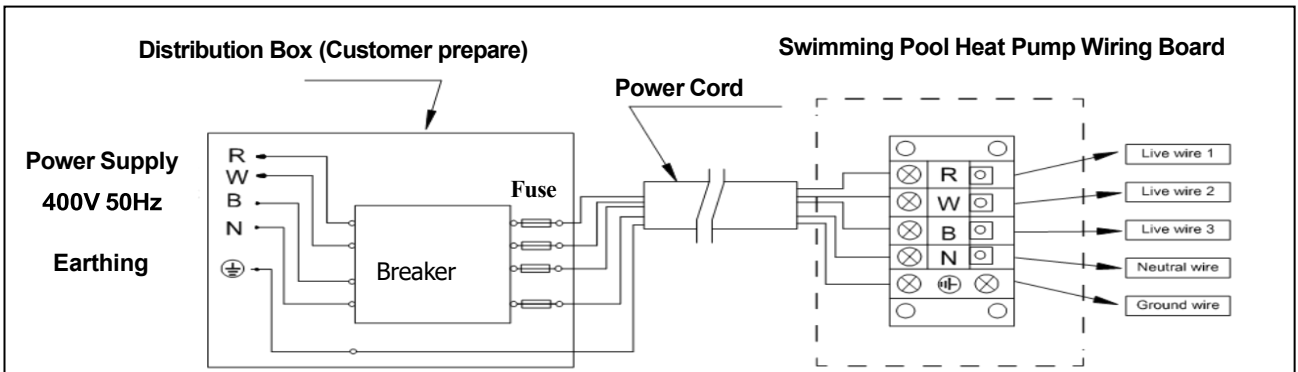 Distribution Box (Customer prepare)
Swimming Pool Heat Pump Wiring Board
Power Cord
Power Supply
400V 50Hz
Earthing
R
W
B
N
Fuse
Breaker
R
W
B
N
Live wire 1
Live wire 2
Live wire 3
Neutral wire
Ground wire